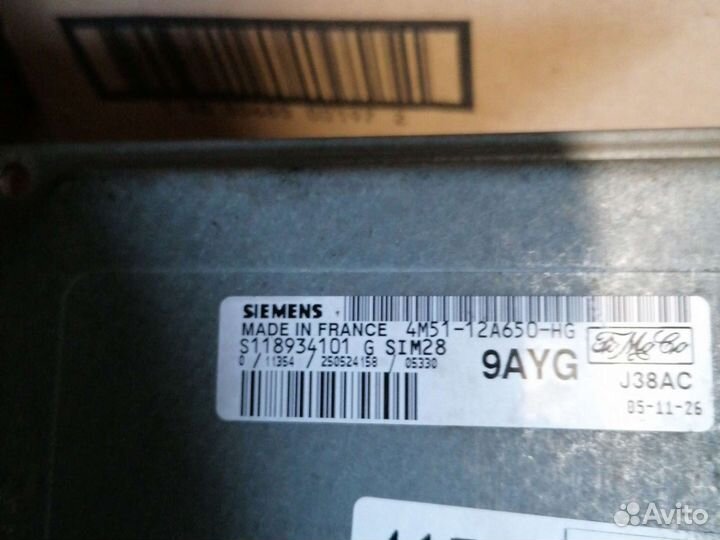 SIEMENS
MADE IN FRANCE 4M51-12A650-HG
S118934101 G SIM28
0 / 11354 / 250524158 / 05330
9AYG
FoMoCo
J38AC
05-11-26
Avito